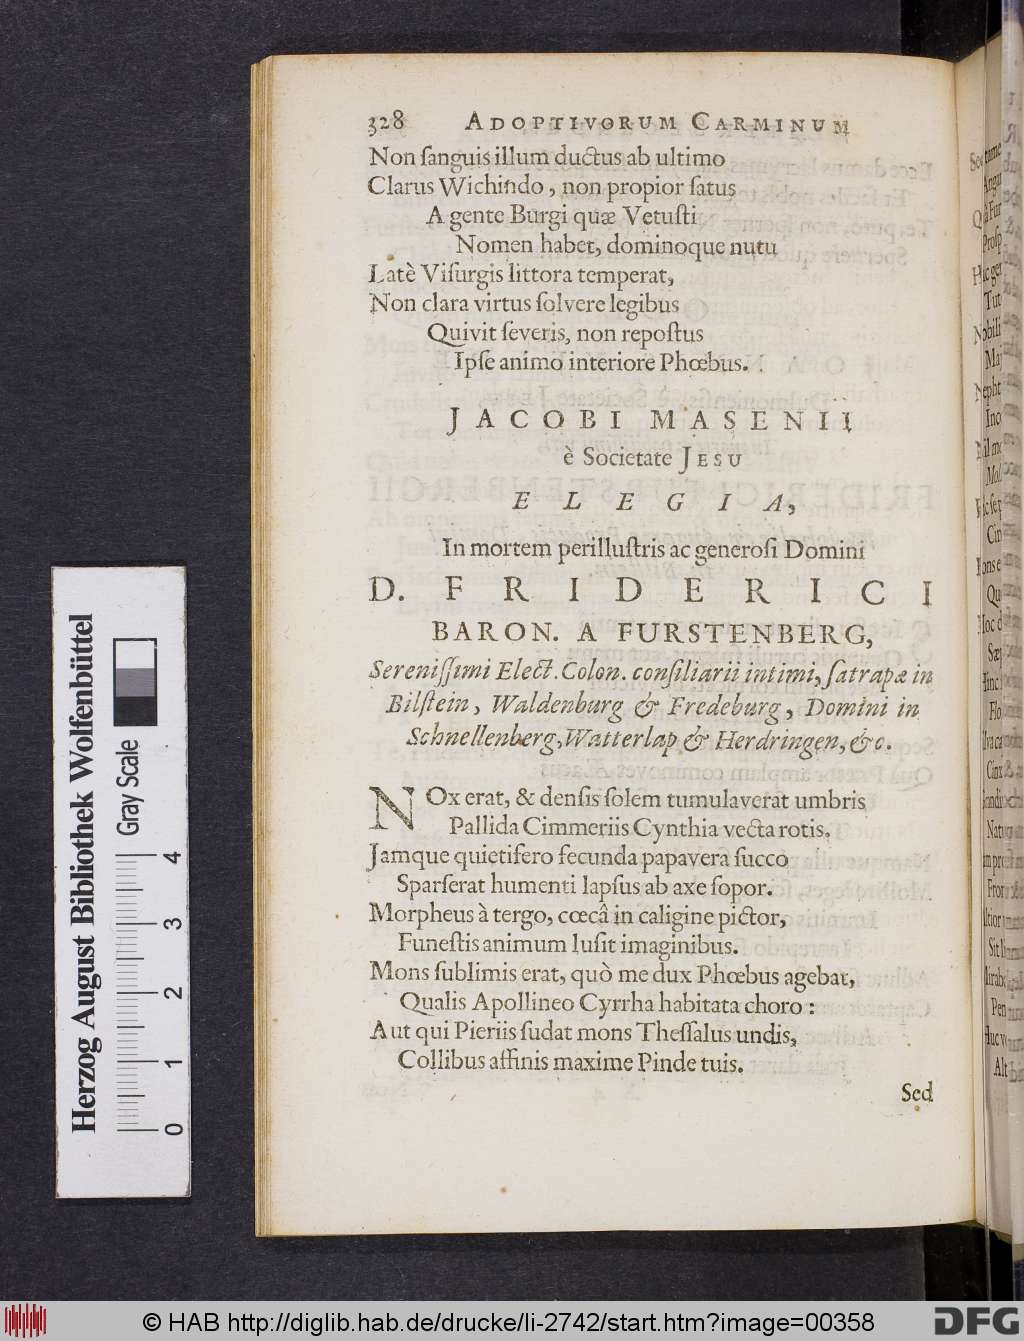 328 ADOPTIVORUM CARMINUM
Non ſanguis illum ductus ab ultimo
Clarus Wichindo, non propior ſatus
A gente Burgi quæ Vetuſti
Nomen habet, dominoque nutu
Latè Viſurgis littora temperat,
Non clara virtus ſolvere legibus
Quivit ſeveris, non repoſtus
Ipſe animo interiore Phœbus.
JACOBI MASENII
è Societate JESU
ELEGIA,
In mortem perilluſtris ac generoſi Domini
D. FRIDERICI
BARON. A FURSTENBERG,
Sereniſſimi Elect. Colon. conſiliarii intimi, ſatrapæ in
Bilſtein, Waldenburg & Fredeburg, Domini in
Schnellenberg, Watterlap & Herdringen, &c.
NOx erat, & denſis ſolem tumulaverat umbris
Pallida Cimmeriis Cynthia vecta rotis.
Jamque quietifero fecunda papavera ſucco
Sparſerat humenti lapſus ab axe ſopor.
Morpheus à tergo, cœcâ in caligine pictor,
Funeſtis animum luſit imaginibus.
Mons ſublimis erat, quò me dux Phœbus agebat,
Qualis Apollineo Cyrrha habitata choro:
Aut qui Pieriis ſudat mons Theſſalus undis,
Collibus affinis maxime Pinde tuis.
Sed
Herzog August Bibliothek Wolfenbüttel
Gray Scale
0 1 2 3 4
© HAB http://diglib.hab.de/drucke/li-2742/start.htm?image=00358
DFG